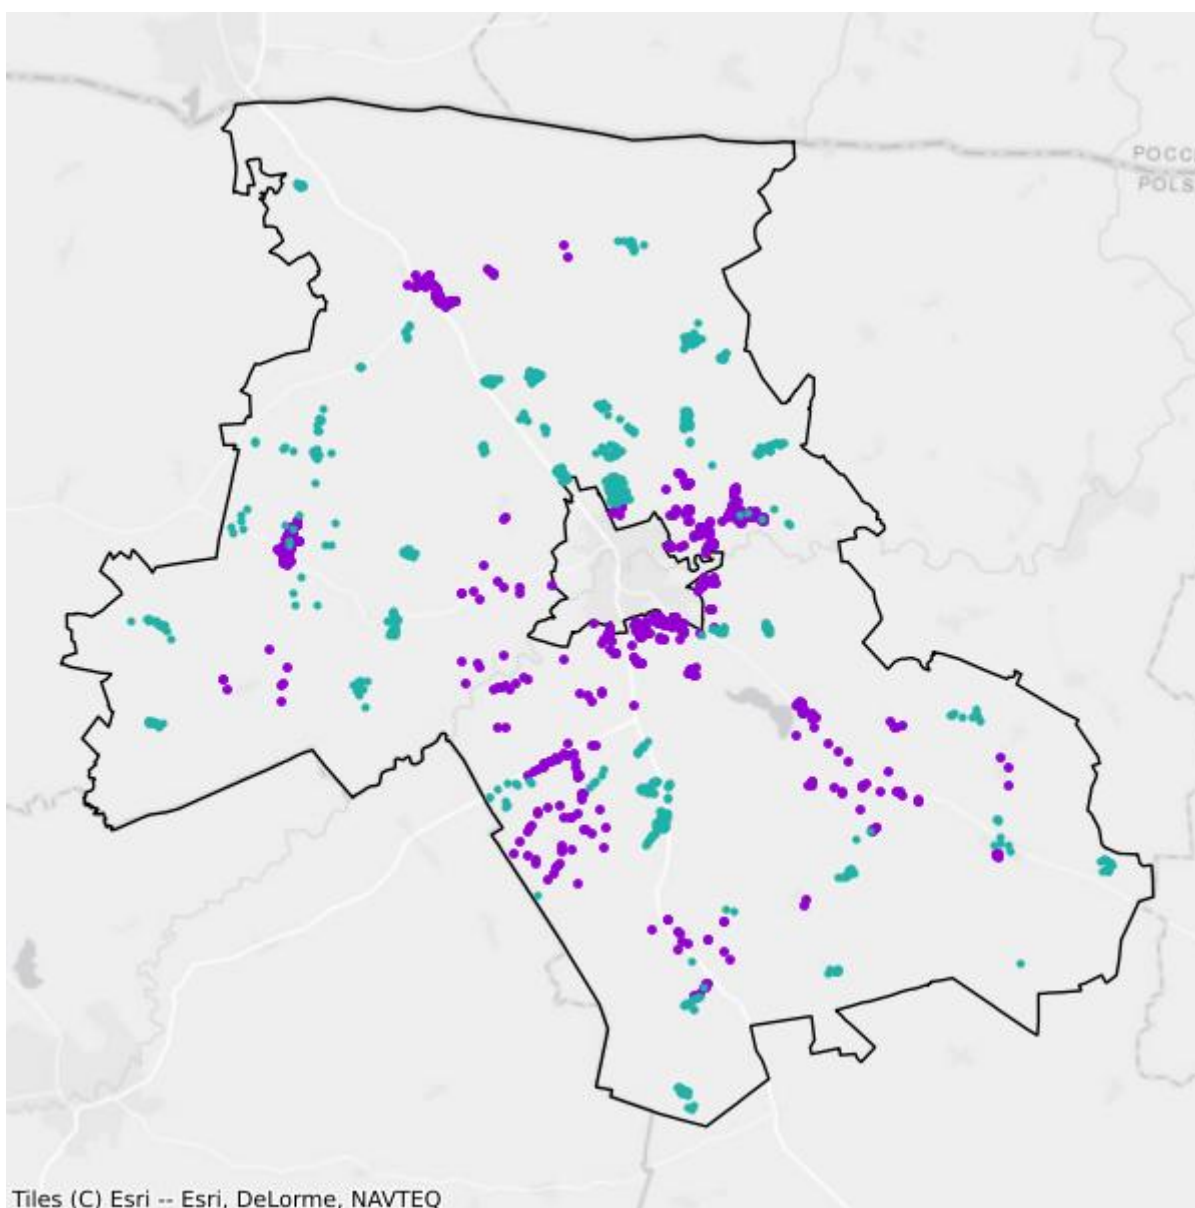 РОСС
POLS
Tiles (C) Esri -- Esri, DeLorme, NAVTEQ